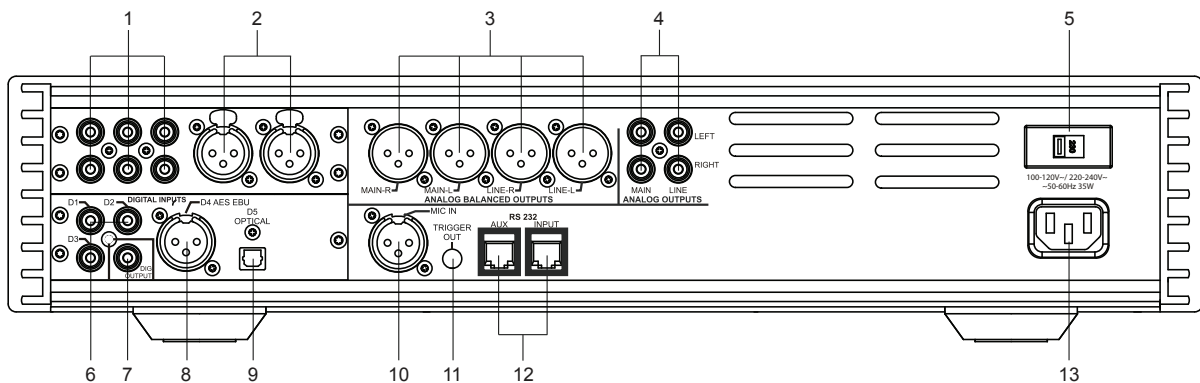 1 2 3 4 5
LEFT
RIGHT
MAIN-R MAIN-L LINE-R LINE-L
ANALOG BALANCED OUTPUTS
MAIN LINE
ANALOG OUTPUTS
230
100-120V~/ 220-240V~
~50-60Hz 35W
D1 D2 DIGITAL INPUTS
D4 AES EBU
D5
OPTICAL
D3
DIG
OUTPUT
MIC IN
TRIGGER
OUT
RS 232
AUX INPUT
6 7 8 9 10 11 12 13